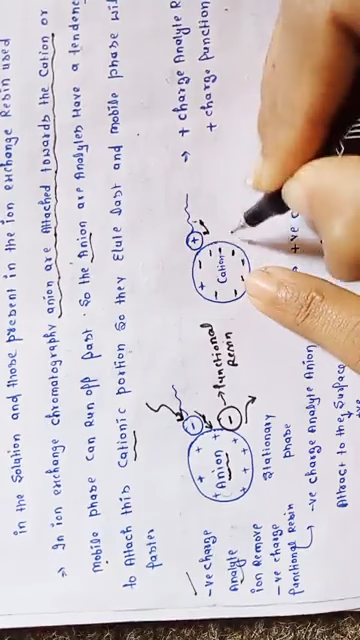 in the Solution and those present in the ion exchange Resin used
⇒ In ion exchange chromatography anion are Attached towards the Cation or
mobile phase can Run off fast. So the Anion are Analytes Have a tendenc
to Attach this cationic portion So they Elute Last and mobile phase wi
faster
-ve charge
Analyte
ion Remove
-ve charge
functional Resin
Anion
+ + + + + + + +
-
-
→ functional
Resin
Stationary
phase
→ -ve charge Analyte Anion
Attract to the Surface
Cation
+
- - - - - - -
+
→ + charge Analyte R
+ charge function
+ve c